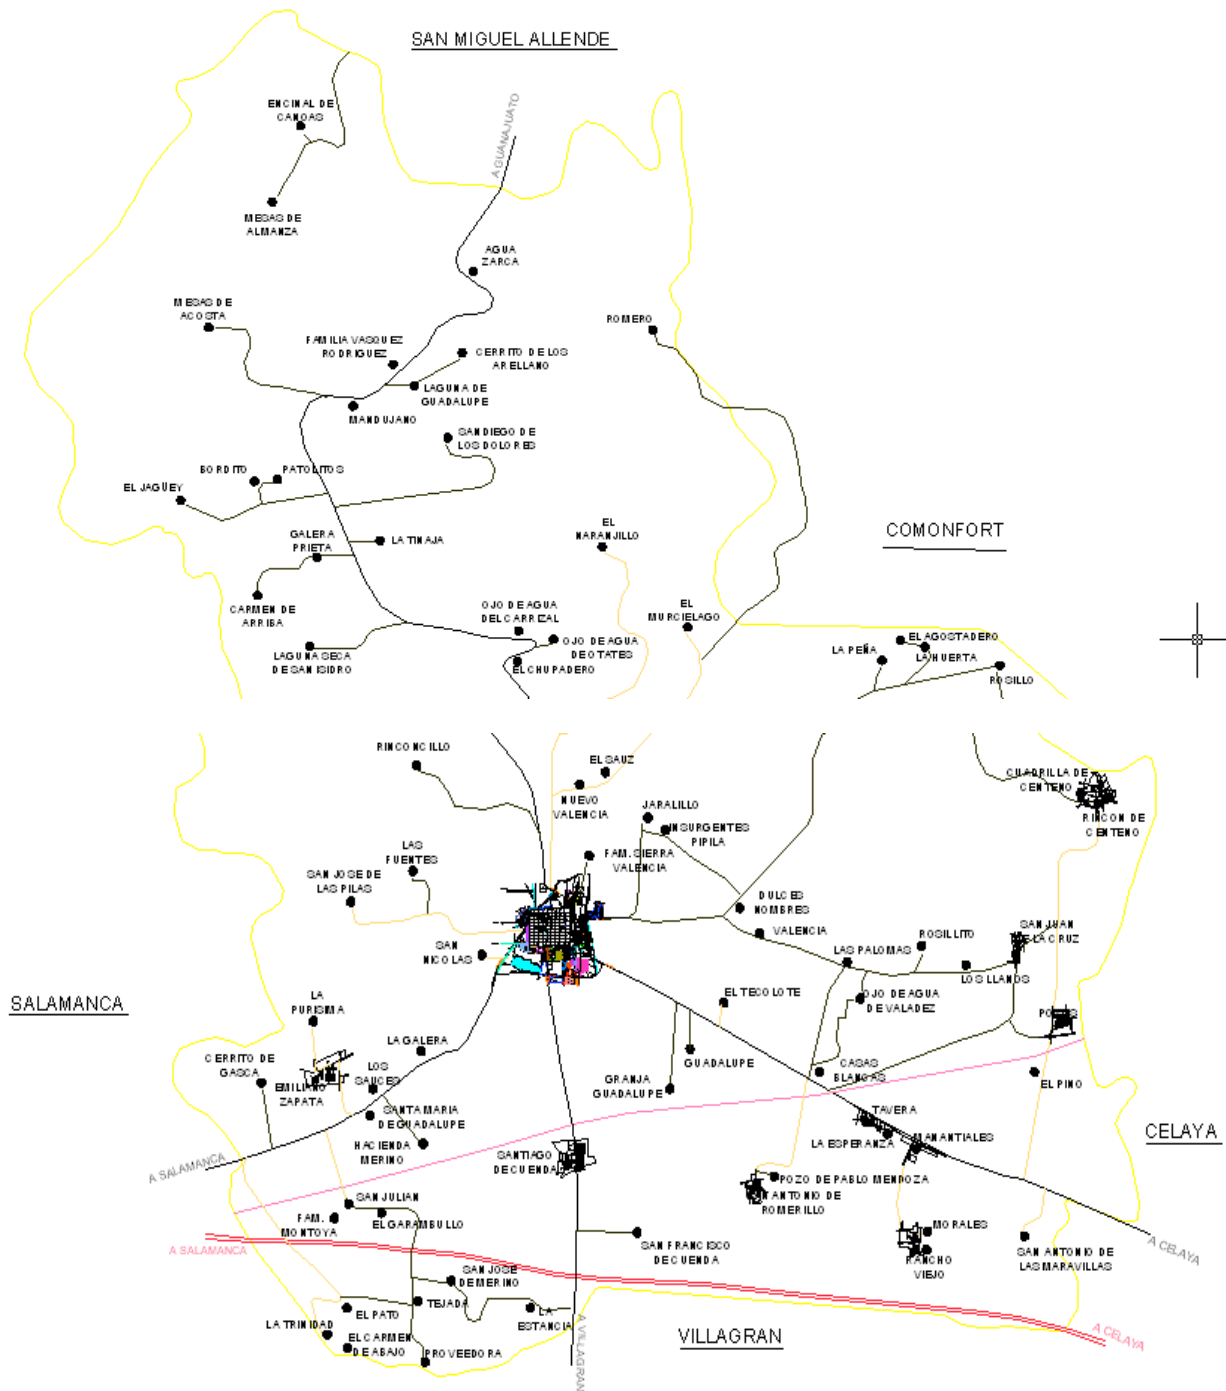 SAN MIGUEL ALLENDE
ENCINAL DE
CANOAS
A GUANAJUATO
MESAS DE
ALMANZA
AGUA
ZARCA
MESAS DE
ACOSTA
ROMERO
FAMILIA VASQUEZ
RODRIGUEZ
CERRITO DE LOS
ARELLANO
LAGUNA DE
GUADALUPE
MANDUJANO
SAN DIEGO DE
LOS DOLORES
BORDITO
PATOLITOS
EL JAGÜEY
EL
NARANJILLO
COMONFORT
GALERA
PRIETA
LA TINAJA
CARMEN DE
ARRIBA
OJO DE AGUA
DEL CARRIZAL
EL
MURCIELAGO
OJO DE AGUA
DE OTATES
EL CHUPADERO
LAGUNA SECA
DE SAN ISIDRO
EL AGOSTADERO
LA PEÑA
LA HUERTA
ROSILLO
RINCONCILLO
EL SAUZ
NUEVO
VALENCIA
CUADRILLA DE
CENTENO
RINCON DE
CENTENO
JARALILLO
INSURGENTES
PIPILA
LAS
FUENTES
FAM. SIERRA
VALENCIA
SAN JOSE DE
LAS PILAS
DULCES
NOMBRES
VALENCIA
SAN JUAN
DE LA CRUZ
ROSILLITO
LAS PALOMAS
SAN
NICOLAS
LOS LLANOS
SALAMANCA
LA
PURISIMA
EL TECOLOTE
OJO DE AGUA
DE VALADEZ
LA GALERA
CERRITO DE
GASCA
LOS
SAUCES
EMILIANO
ZAPATA
GUADALUPE
GRANJA
GUADALUPE
CASAS
BLANCAS
EL PINO
SANTA MARIA
DE GUADALUPE
TAVERA
LA ESPERANZA
MANANTIALES
CELAYA
HACIENDA
MERINO
SANTIAGO
DE CUENDA
A SALAMANCA
POZO DE PABLO MENDOZA
N ANTONIO DE
ROMERILLO
SAN JULIAN
EL GARAMBULLO
FAM.
MONTOYA
MORALES
RANCHO
VIEJO
SAN FRANCISCO
DE CUENDA
SAN ANTONIO DE
LAS MARAVILLAS
A CELAYA
A SALAMANCA
SAN JOSE
DE MERINO
TEJADA
EL PATO
LA
ESTANCIA
LA TRINIDAD
EL CARMEN
DE ABAJO
PROVEEDORA
A VILLAGRAN
VILLAGRAN
A CELAYA